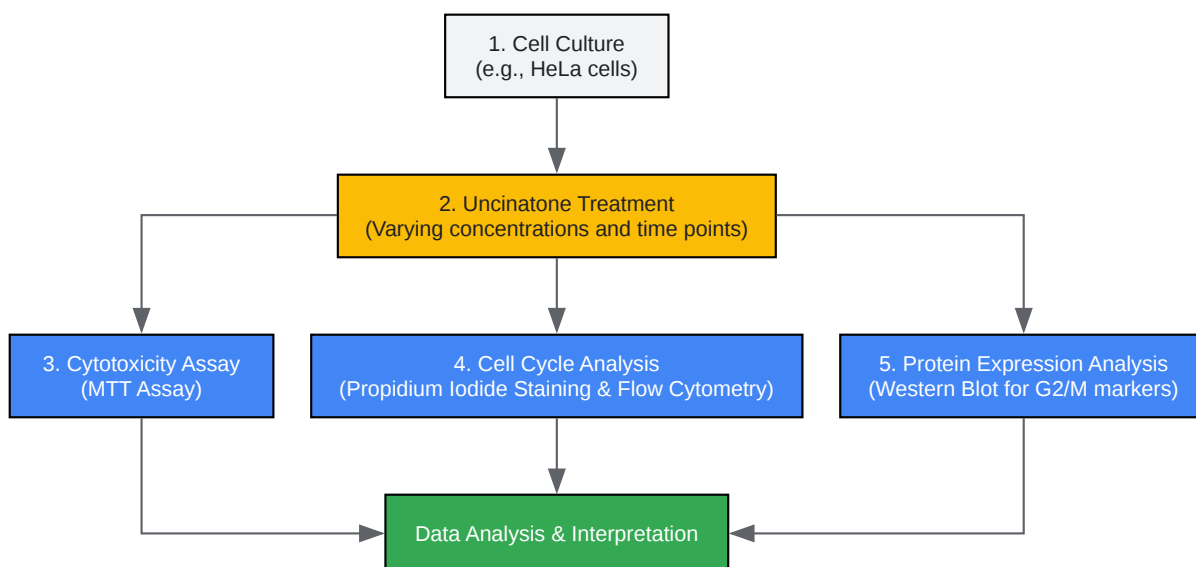 1. Cell Culture
(e.g., HeLa cells)
2. Uncinatone Treatment
(Varying concentrations and time points)
3. Cytotoxicity Assay
(MTT Assay)
4. Cell Cycle Analysis
(Propidium Iodide Staining & Flow Cytometry)
5. Protein Expression Analysis
(Western Blot for G2/M markers)
Data Analysis & Interpretation